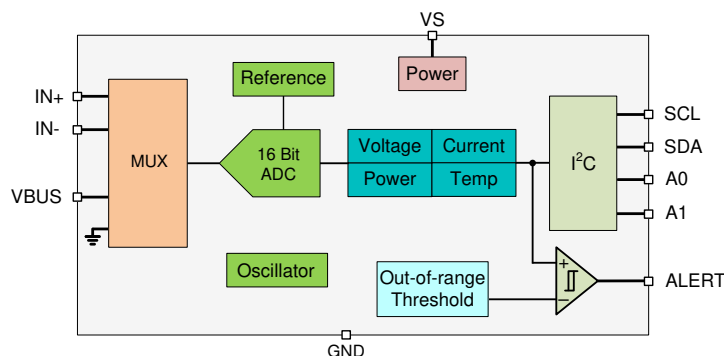 VS
Reference
Power
IN+
IN-
VBUS
MUX
16 Bit
ADC
Voltage
Current
Power
Temp
I²C
SCL
SDA
A0
A1
Oscillator
Out-of-range
Threshold
+
−
ALERT
GND